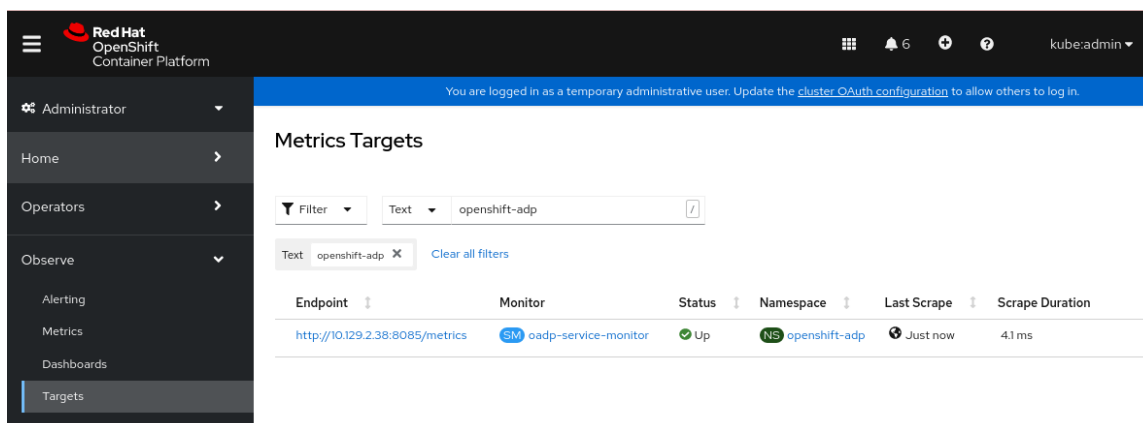 Red Hat
OpenShift
Container Platform
6
kube:admin
You are logged in as a temporary administrative user. Update the cluster OAuth configuration to allow others to log in.
Administrator
Home
Operators
Observe
Alerting
Metrics
Dashboards
Targets
Metrics Targets
Filter Text openshift-adp /
Text openshift-adp Clear all filters
Endpoint Monitor Status Namespace Last Scrape Scrape Duration
http://10.129.2.38:8085/metrics SM oadp-service-monitor Up NS openshift-adp Just now 4.1 ms